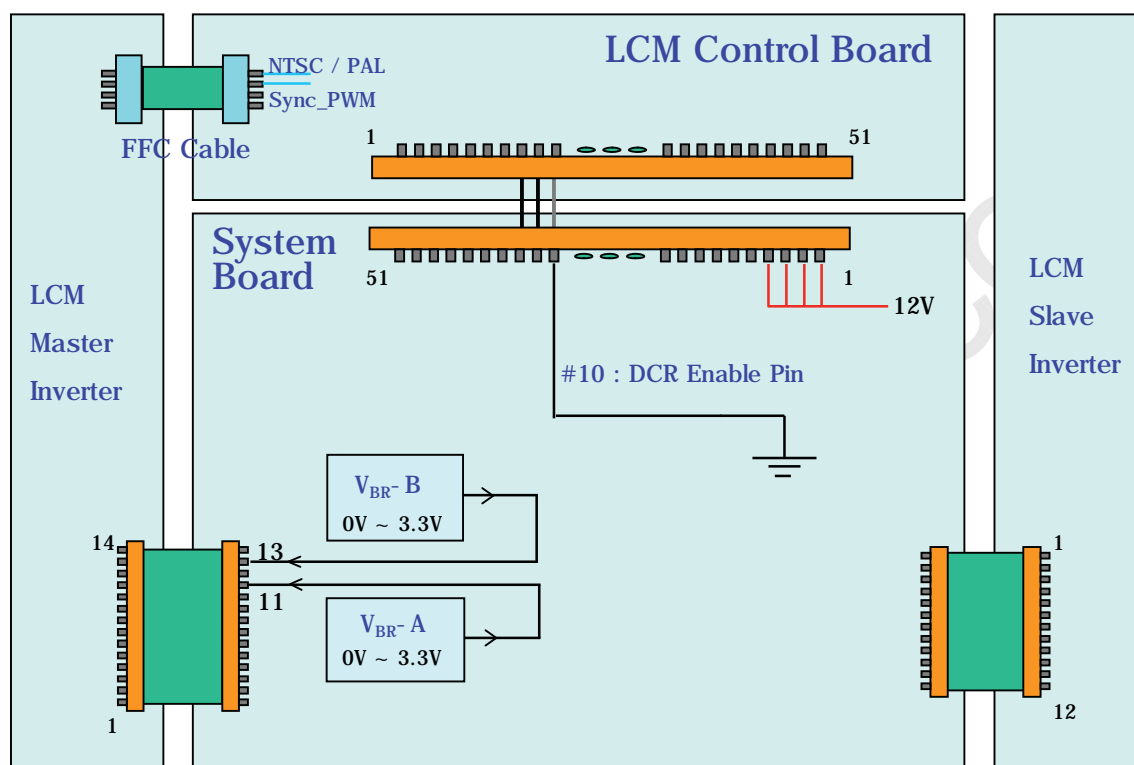 LCM Control Board
NTSC / PAL
Sync_PWM
FFC Cable
1
51
System
Board
51
1
12V
LCM
Master
Inverter
LCM
Slave
Inverter
#10 : DCR Enable Pin
VBR- B
0V ~ 3.3V
14
13
11
1
VBR- A
0V ~ 3.3V
1
12